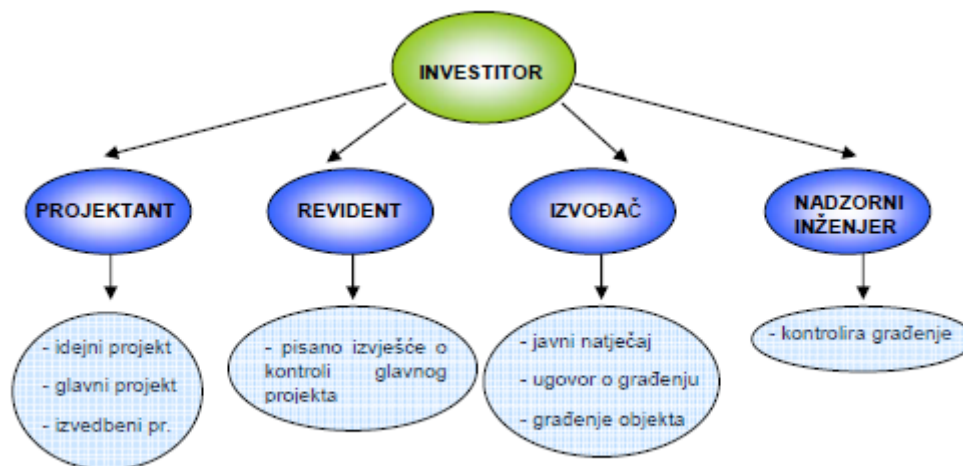 INVESTITOR
PROJEKTANT
REVIDENT
IZVOĐAČ
NADZORNI
INŽENJER
- idejni projekt
- glavni projekt
- izvedbeni pr.
- pisano izvješće o
kontroli glavnog
projekta
- javni natječaj
- ugovor o građenju
- građenje objekta
- kontrolira građenje